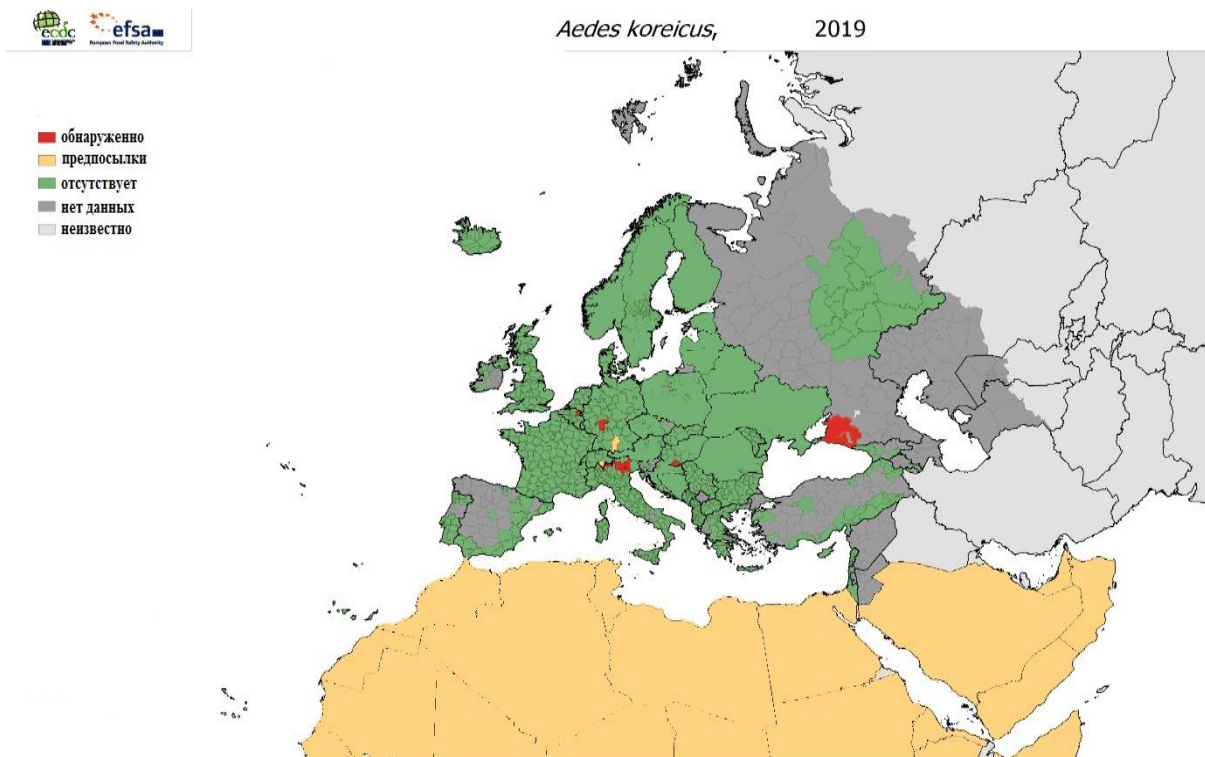 ecdc
efsa
European Food Safety Authority
Aedes koreicus, 2019
обнаруженно
предпосылки
отсутствует
нет данных
неизвестно